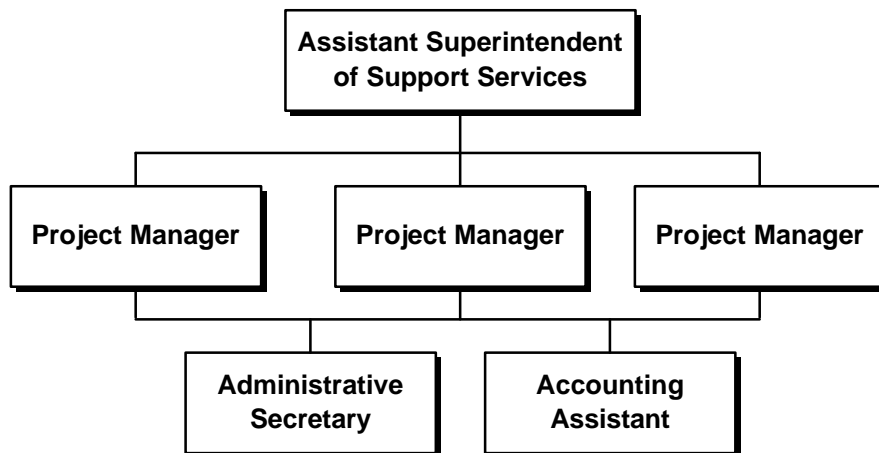 Assistant Superintendent
of Support Services
Project Manager
Project Manager
Project Manager
Administrative
Secretary
Accounting
Assistant